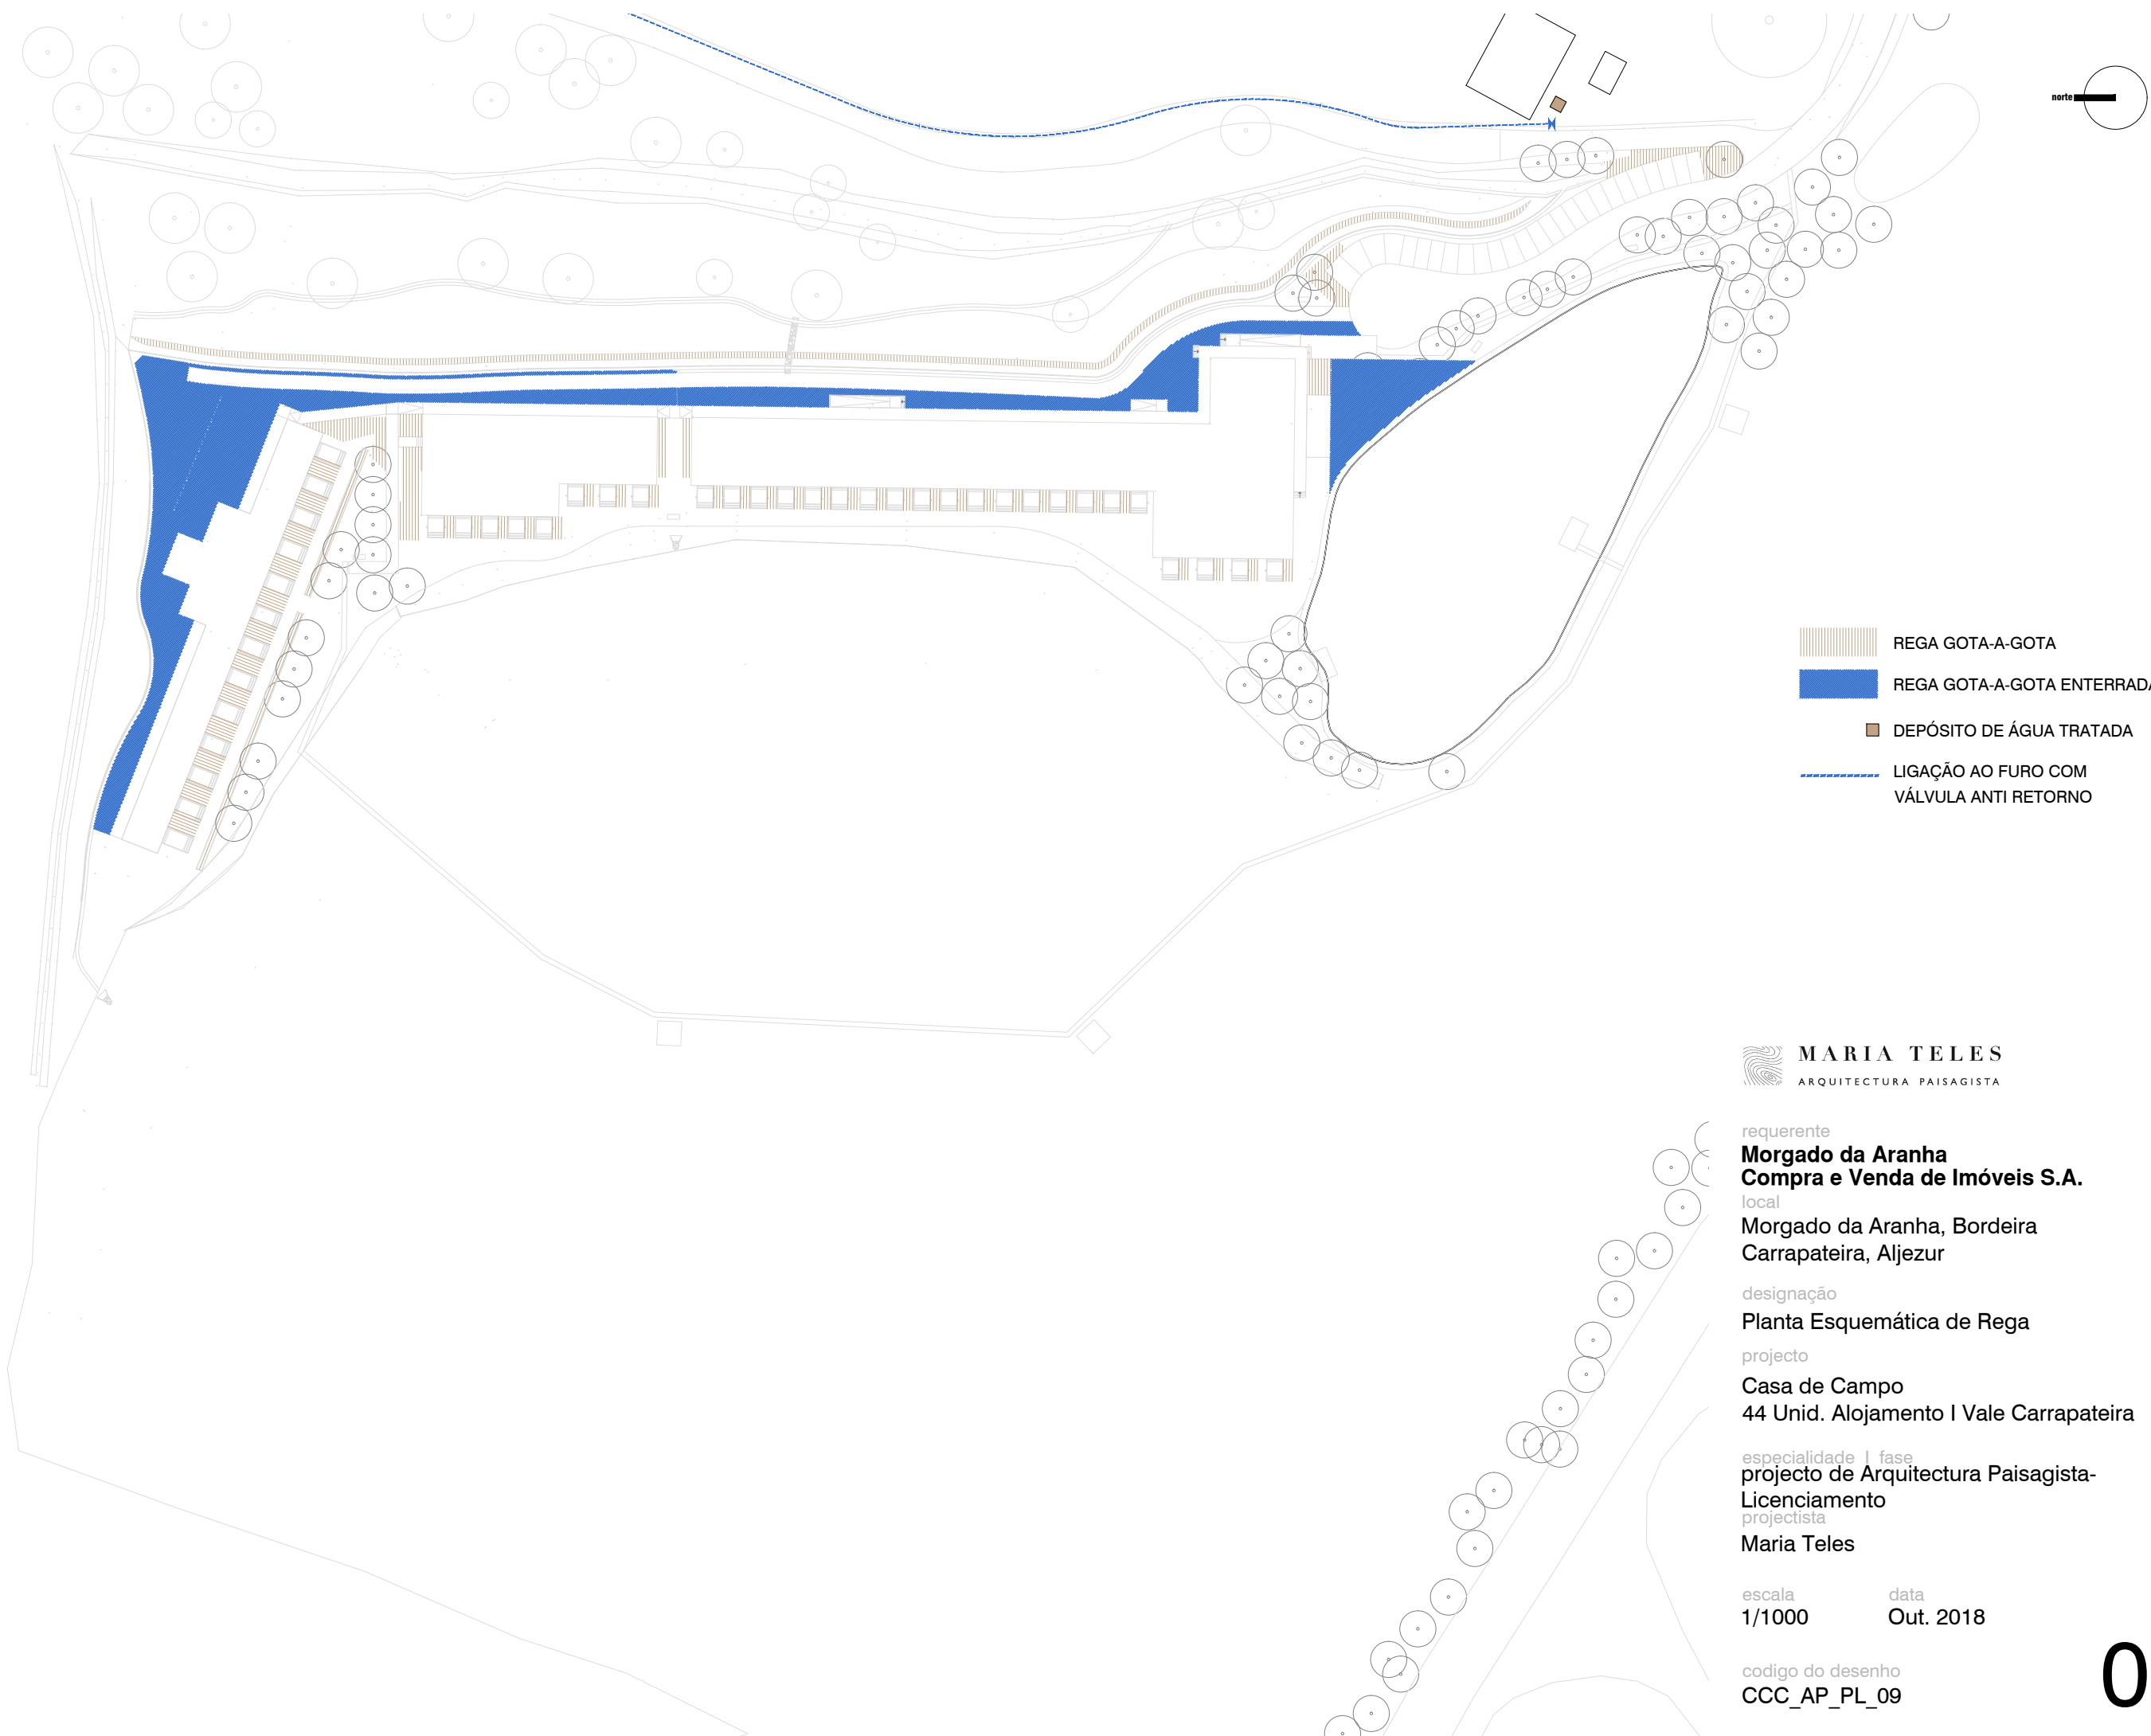 norte
REGA GOTA-A-GOTA
REGA GOTA-A-GOTA ENTERRADA
DEPÓSITO DE ÁGUA TRATADA
LIGAÇÃO AO FURO COM
VÁLVULA ANTI RETORNO
MARIA TELES
ARQUITECTURA PAISAGISTA
requerente
Morgado da Aranha
Compra e Venda de Imóveis S.A.
local
Morgado da Aranha, Bordeira
Carrapateira, Aljezur
designação
Planta Esquemática de Rega
projecto
Casa de Campo
44 Unid. Alojamento I Vale Carrapateira
especialidade I fase
projecto de Arquitectura Paisagista-
Licenciamento
projectista
Maria Teles
escala data
1/1000 Out. 2018
codigo do desenho
CCC_AP_PL_09
0